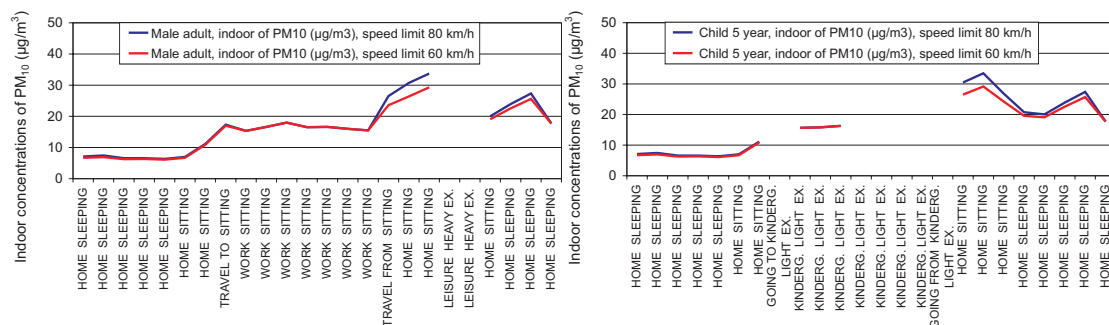 Indoor concentrations of PM10 (µg/m³)
50
40
30
20
10
0
Male adult, indoor of PM10 (µg/m3), speed limit 80 km/h
Male adult, indoor of PM10 (µg/m3), speed limit 60 km/h
HOME SLEEPING
HOME SLEEPING
HOME SLEEPING
HOME SLEEPING
HOME SLEEPING
HOME SITTING
HOME SITTING
TRAVEL TO SITTING
WORK SITTING
WORK SITTING
WORK SITTING
WORK SITTING
WORK SITTING
WORK SITTING
WORK SITTING
TRAVEL FROM SITTING
HOME SITTING
HOME SITTING
LEISURE HEAVY EX.
LEISURE HEAVY EX.
HOME SITTING
HOME SLEEPING
HOME SLEEPING
HOME SLEEPING
Indoor concentrations of PM10 (µg/m³)
50
40
30
20
10
0
Child 5 year, indoor of PM10 (µg/m3), speed limit 80 km/h
Child 5 year, indoor of PM10 (µg/m3), speed limit 60 km/h
HOME SLEEPING
HOME SLEEPING
HOME SLEEPING
HOME SLEEPING
HOME SLEEPING
HOME SITTING
HOME SITTING
GOING TO KINDERG.
LIGHT EX.
KINDERG. LIGHT EX.
KINDERG. LIGHT EX.
KINDERG. LIGHT EX.
KINDERG. LIGHT EX.
KINDERG. LIGHT EX.
KINDERG. LIGHT EX.
KINDERG. LIGHT EX.
GOING FROM KINDERG.
LIGHT EX.
HOME SITTING
HOME SITTING
HOME SITTING
HOME SLEEPING
HOME SLEEPING
HOME SLEEPING
HOME SLEEPING
HOME SLEEPING